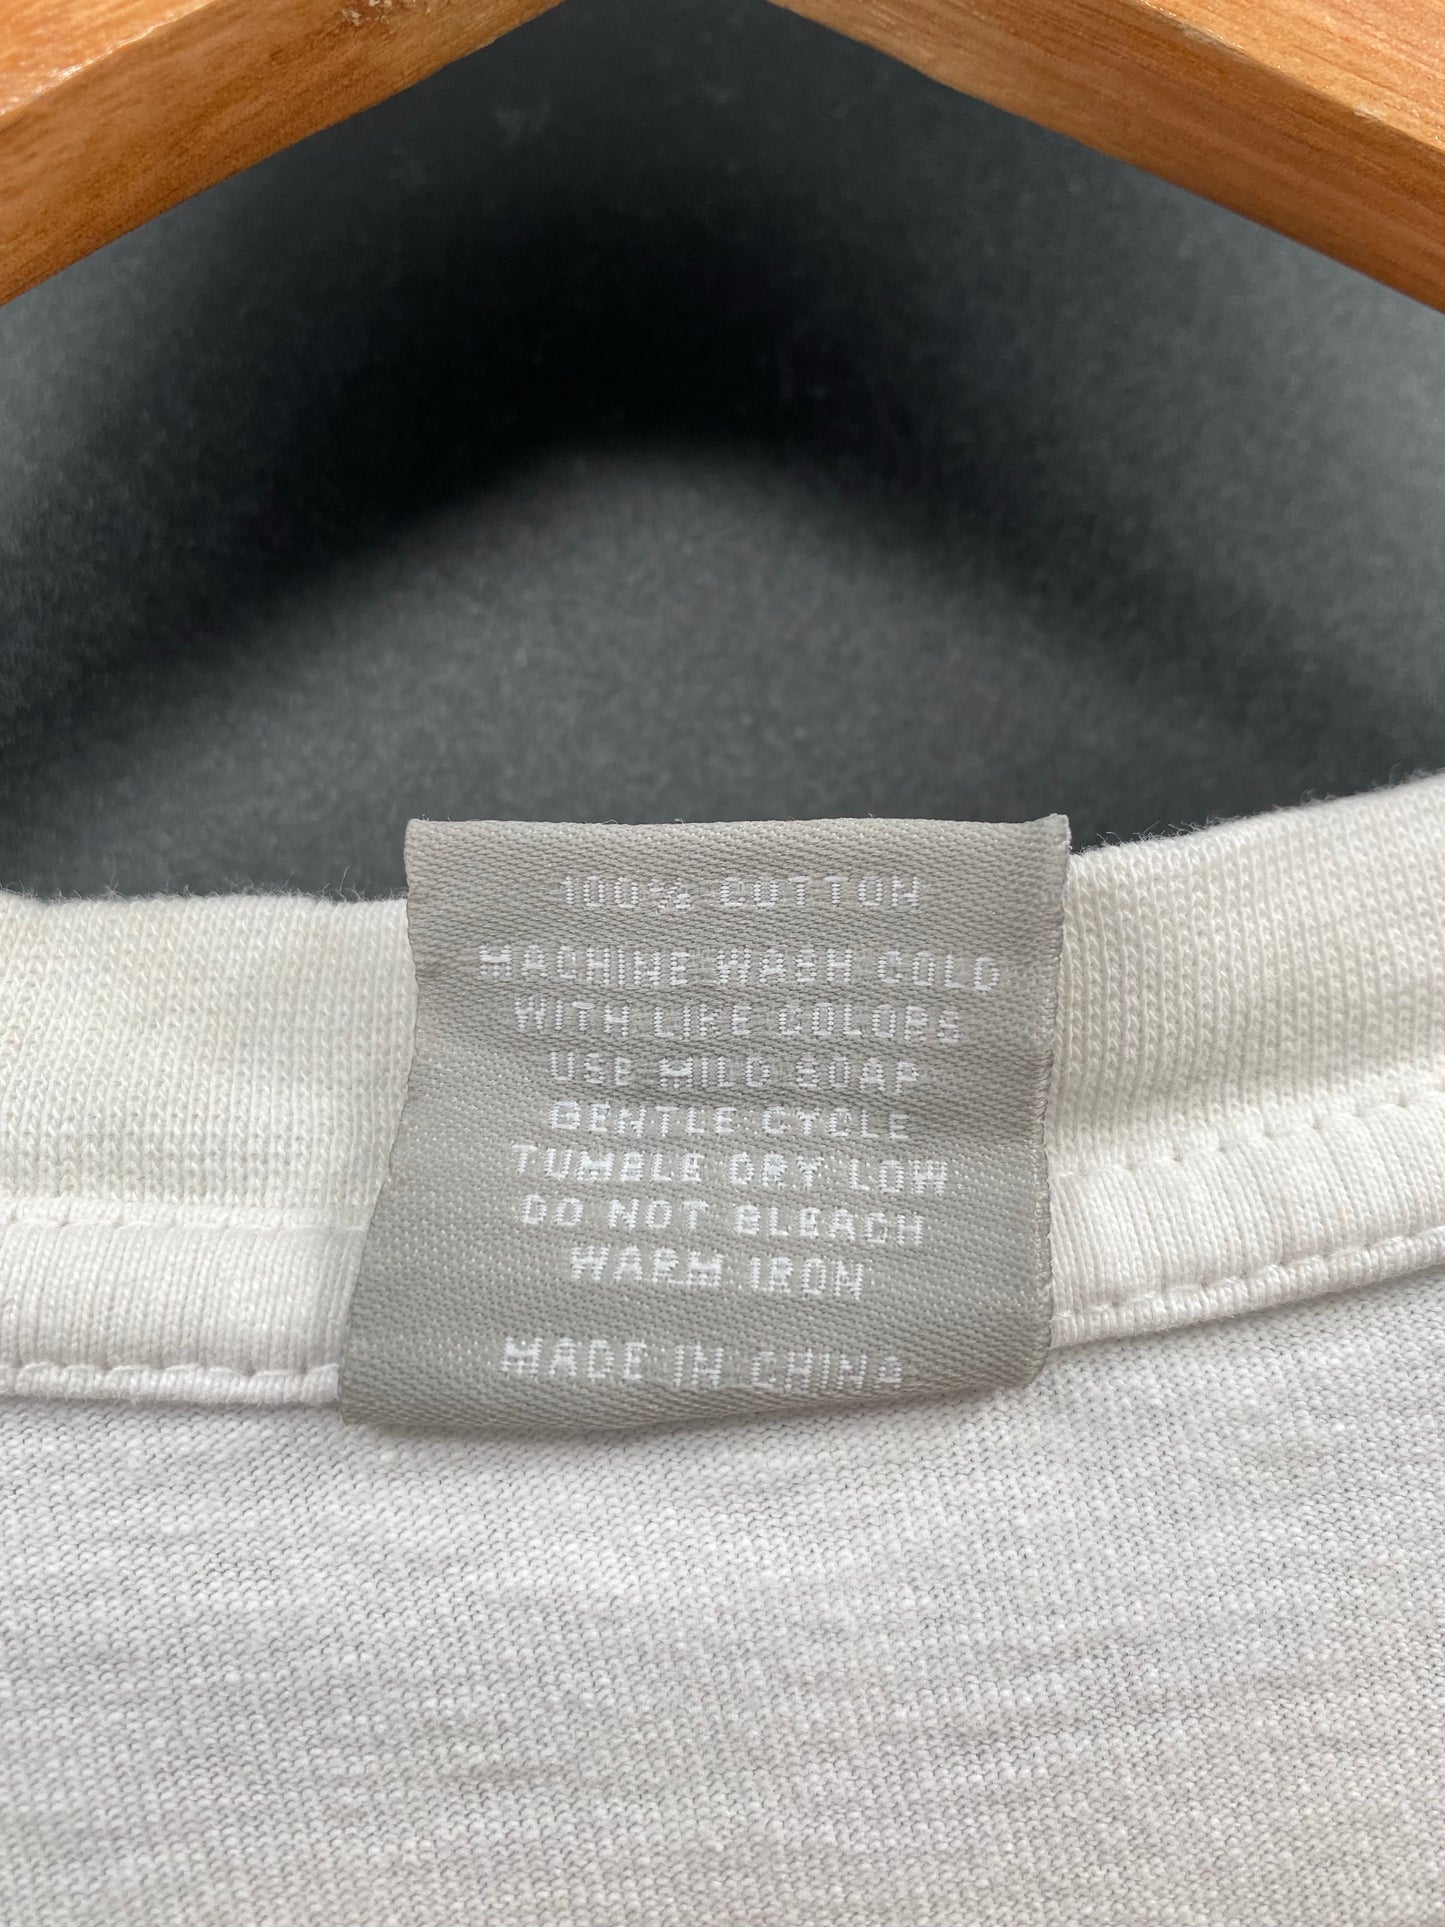 100% COTTON
MACHINE WASH COLD
WITH LIKE COLORS
USE MILD SOAP
GENTLE CYCLE
TUMBLE DRY LOW
DO NOT BLEACH
WARM IRON
MADE IN CHINA